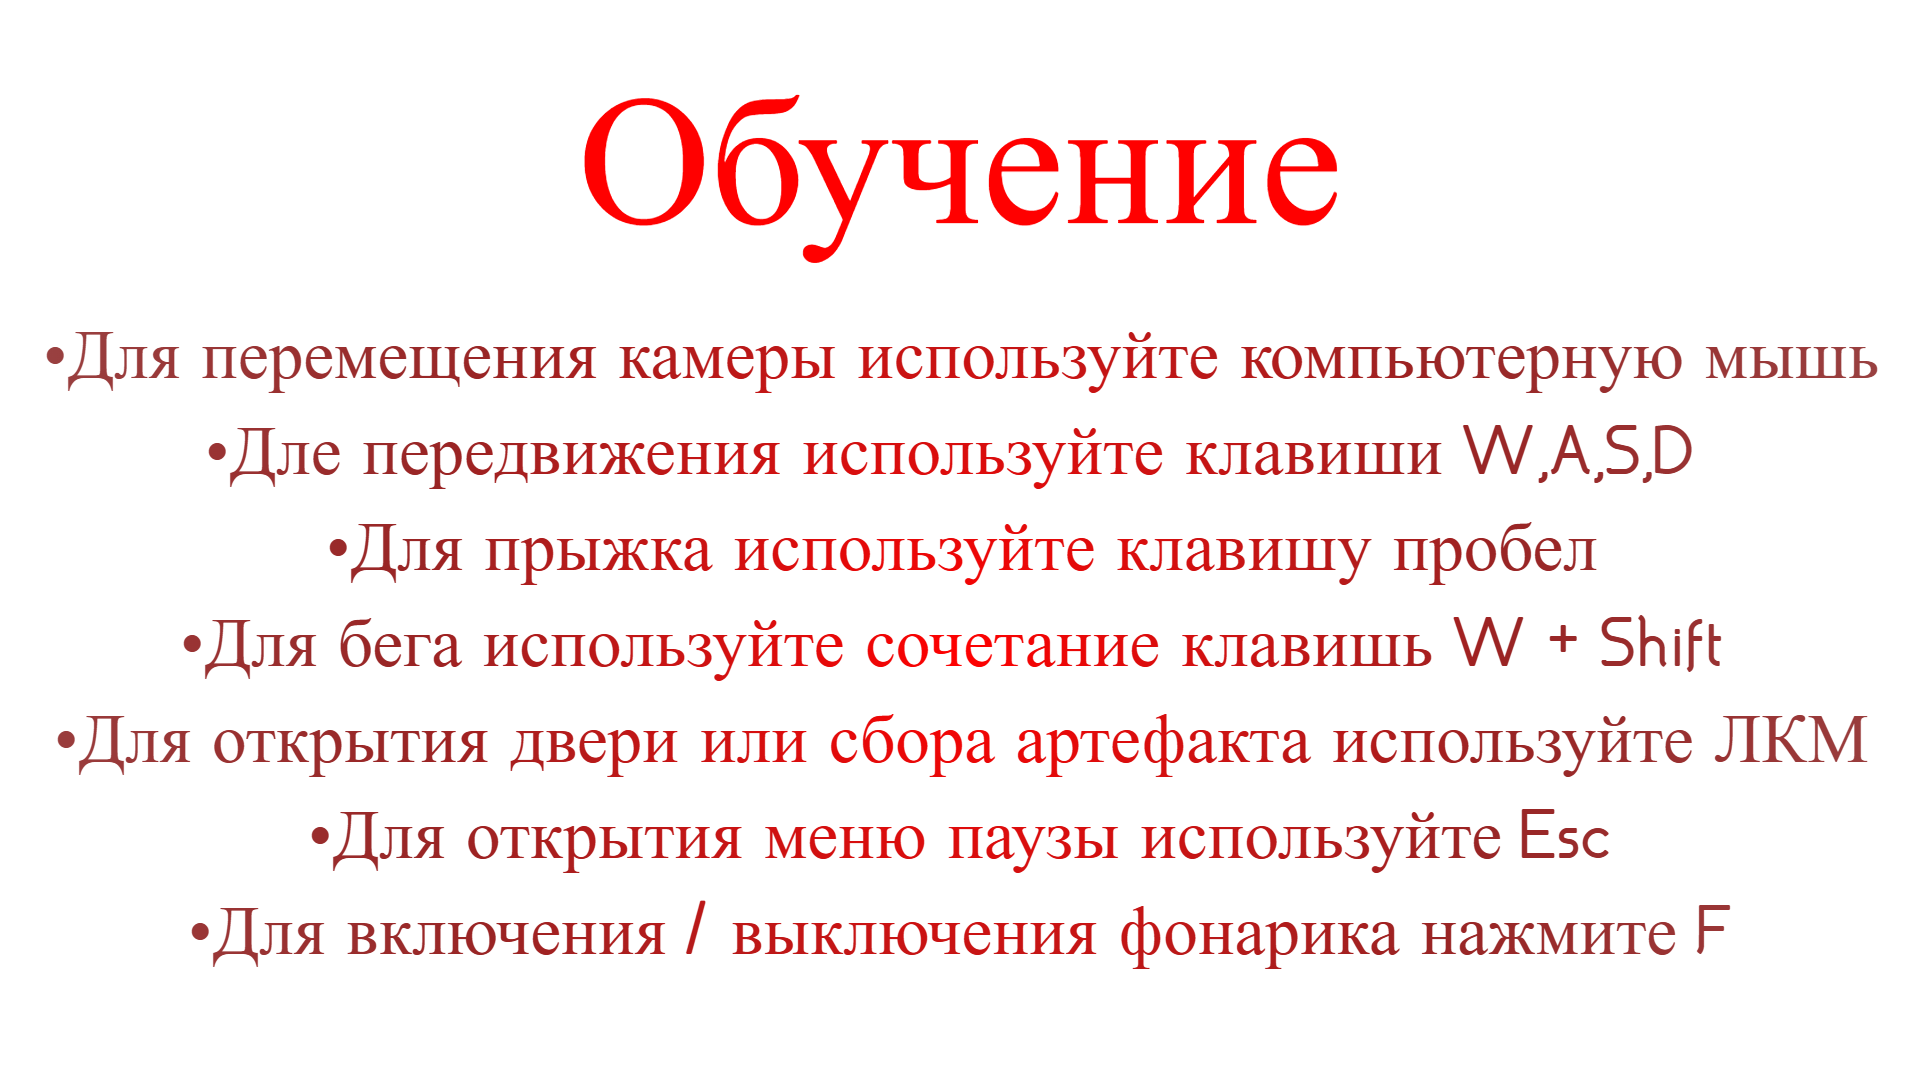 Обучение
•Для перемещения камеры используйте компьютерную мышь
•Дле передвижения используйте клавиши W,A,S,D
•Для прыжка используйте клавишу пробел
•Для бега используйте сочетание клавишь W + Shift
•Для открытия двери или сбора артефакта используйте ЛКМ
•Для открытия меню паузы используйте Esc
•Для включения / выключения фонарика нажмите F